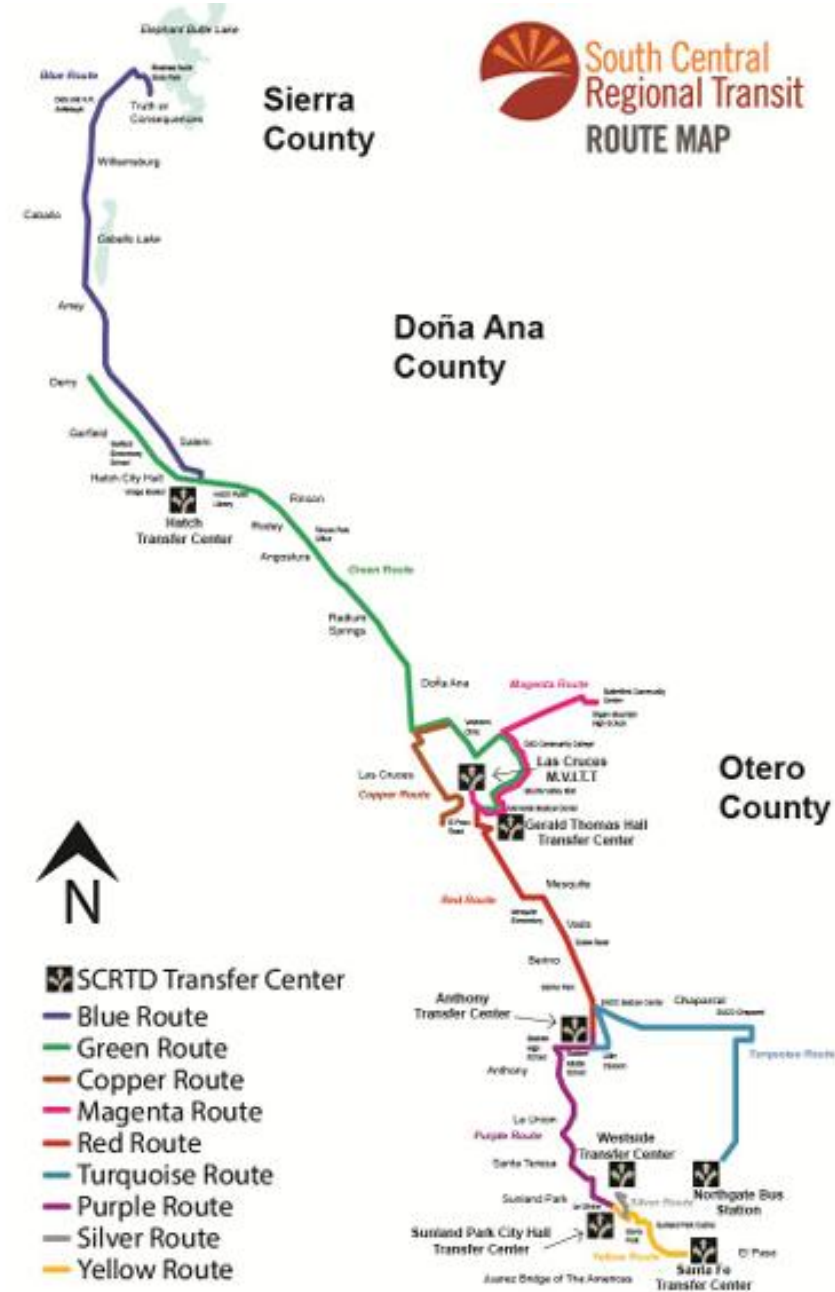 Elephant Butte Lake
South Central
Regional Transit
ROUTE MAP
Blue Route
Sierra
County
Truth or
Consequences
Williamsburg
Caballo
Caballo Lake
Arrey
Doña Ana
County
Derry
Garfield
Salem
Hatch City Hall
Hatch
Transfer Center
Rincon
Angostura
Green Route
Radium
Springs
Doña Ana
Magenta Route
Las Cruces
Las Cruces
M.V.I.T.T
Copper Route
Otero
County
Gerald Thomas Hall
Transfer Center
N
Red Route
Mesquite
Vado
Berino
SCRTD Transfer Center
Blue Route
Green Route
Copper Route
Magenta Route
Red Route
Turquoise Route
Purple Route
Silver Route
Yellow Route
Anthony
Transfer Center
Chaparral
Turquoise Route
Anthony
La Union
Purple Route
Westside
Transfer Center
Santa Teresa
Sunland Park
Silver Route
Northgate Bus
Station
Sunland Park City Hall
Transfer Center
Yellow Route
El Paso
Santa Fe
Transfer Center
Juarez Bridge of The Americas